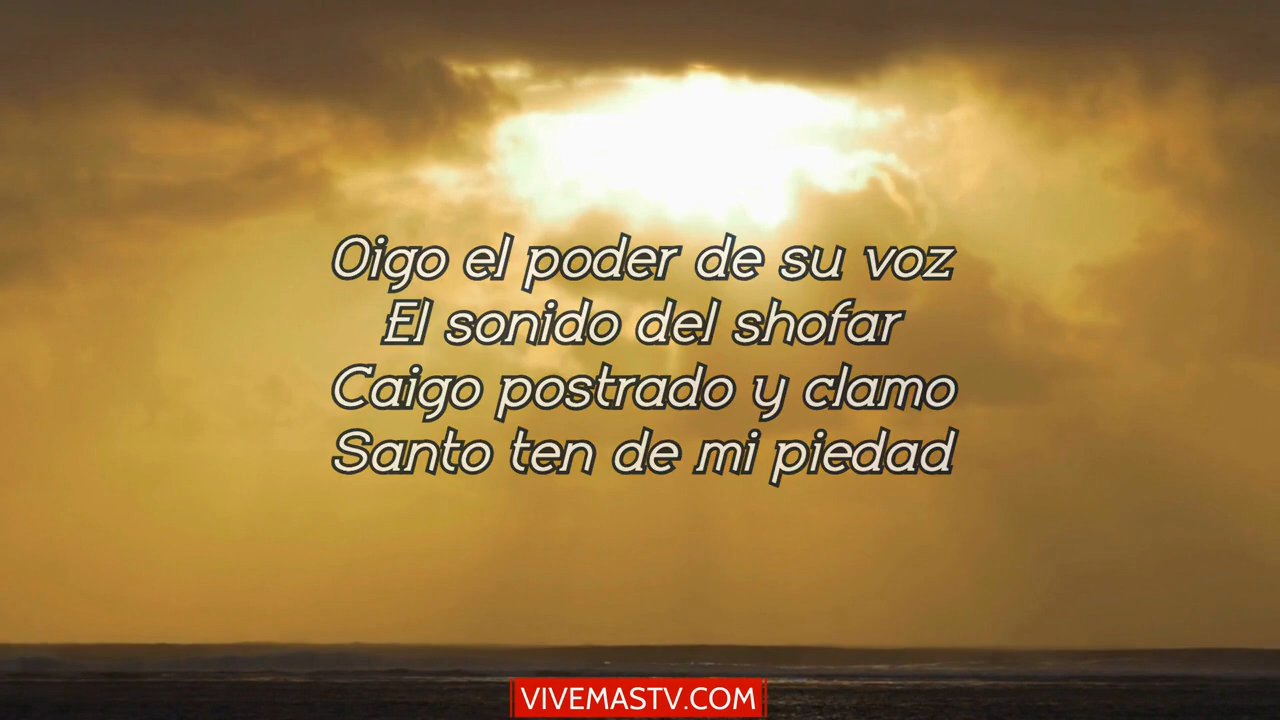 Oigo el poder de su voz
El sonido del shofar
Caigo postrado y clamo
Santo ten de mi piedad
VIVEMASTV.COM